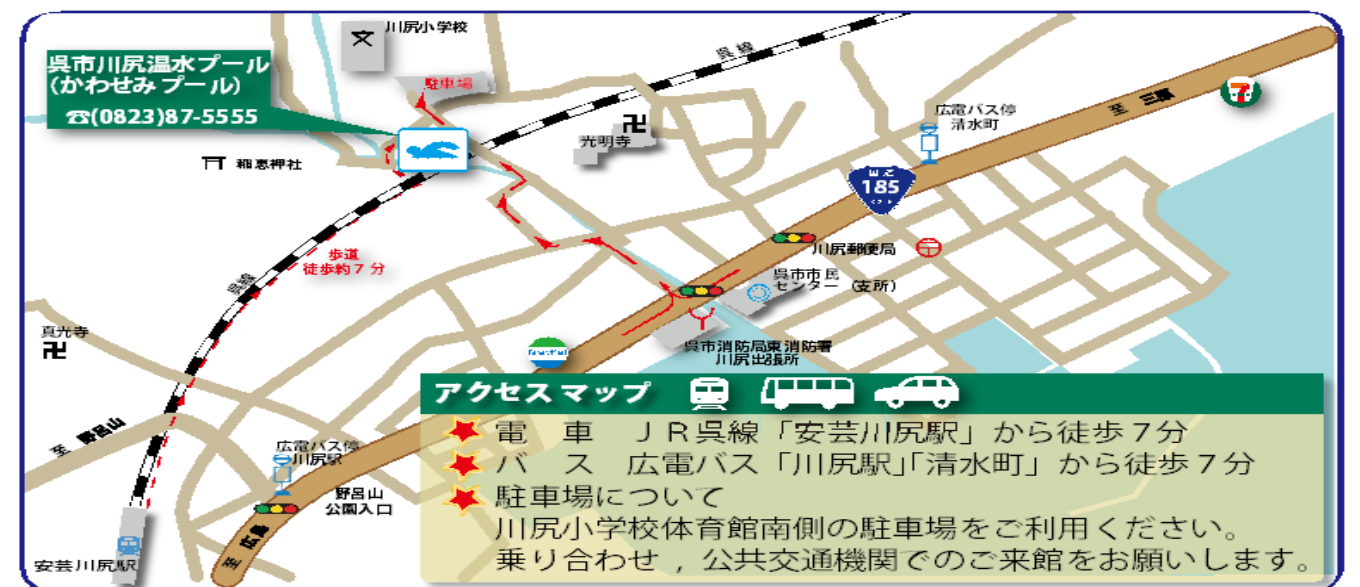 川尻小学校
文
呉線
呉市川尻温水プール
(かわせみ プール)
☎(0823)87-5555
駐車場
至 三原
7
広電バス停
清水町
卍
光明寺
稲恵神社
185
歩道
徒歩約７分
川尻郵便局
呉市市民
センター（支所）
呉線
真光寺
卍
呉市消防局東消防署
川尻出張所
FamilyMart
アクセスマップ
電　車　ＪＲ呉線「安芸川尻駅」から徒歩７分
バ　ス　広電バス「川尻駅」「清水町」から徒歩７分
駐車場について
川尻小学校体育館南側の駐車場をご利用ください。
乗り合わせ，公共交通機関でのご来館をお願いします。
至 野呂山
広電バス停
川尻駅
野呂山
公園入口
至 広島
安芸川尻駅